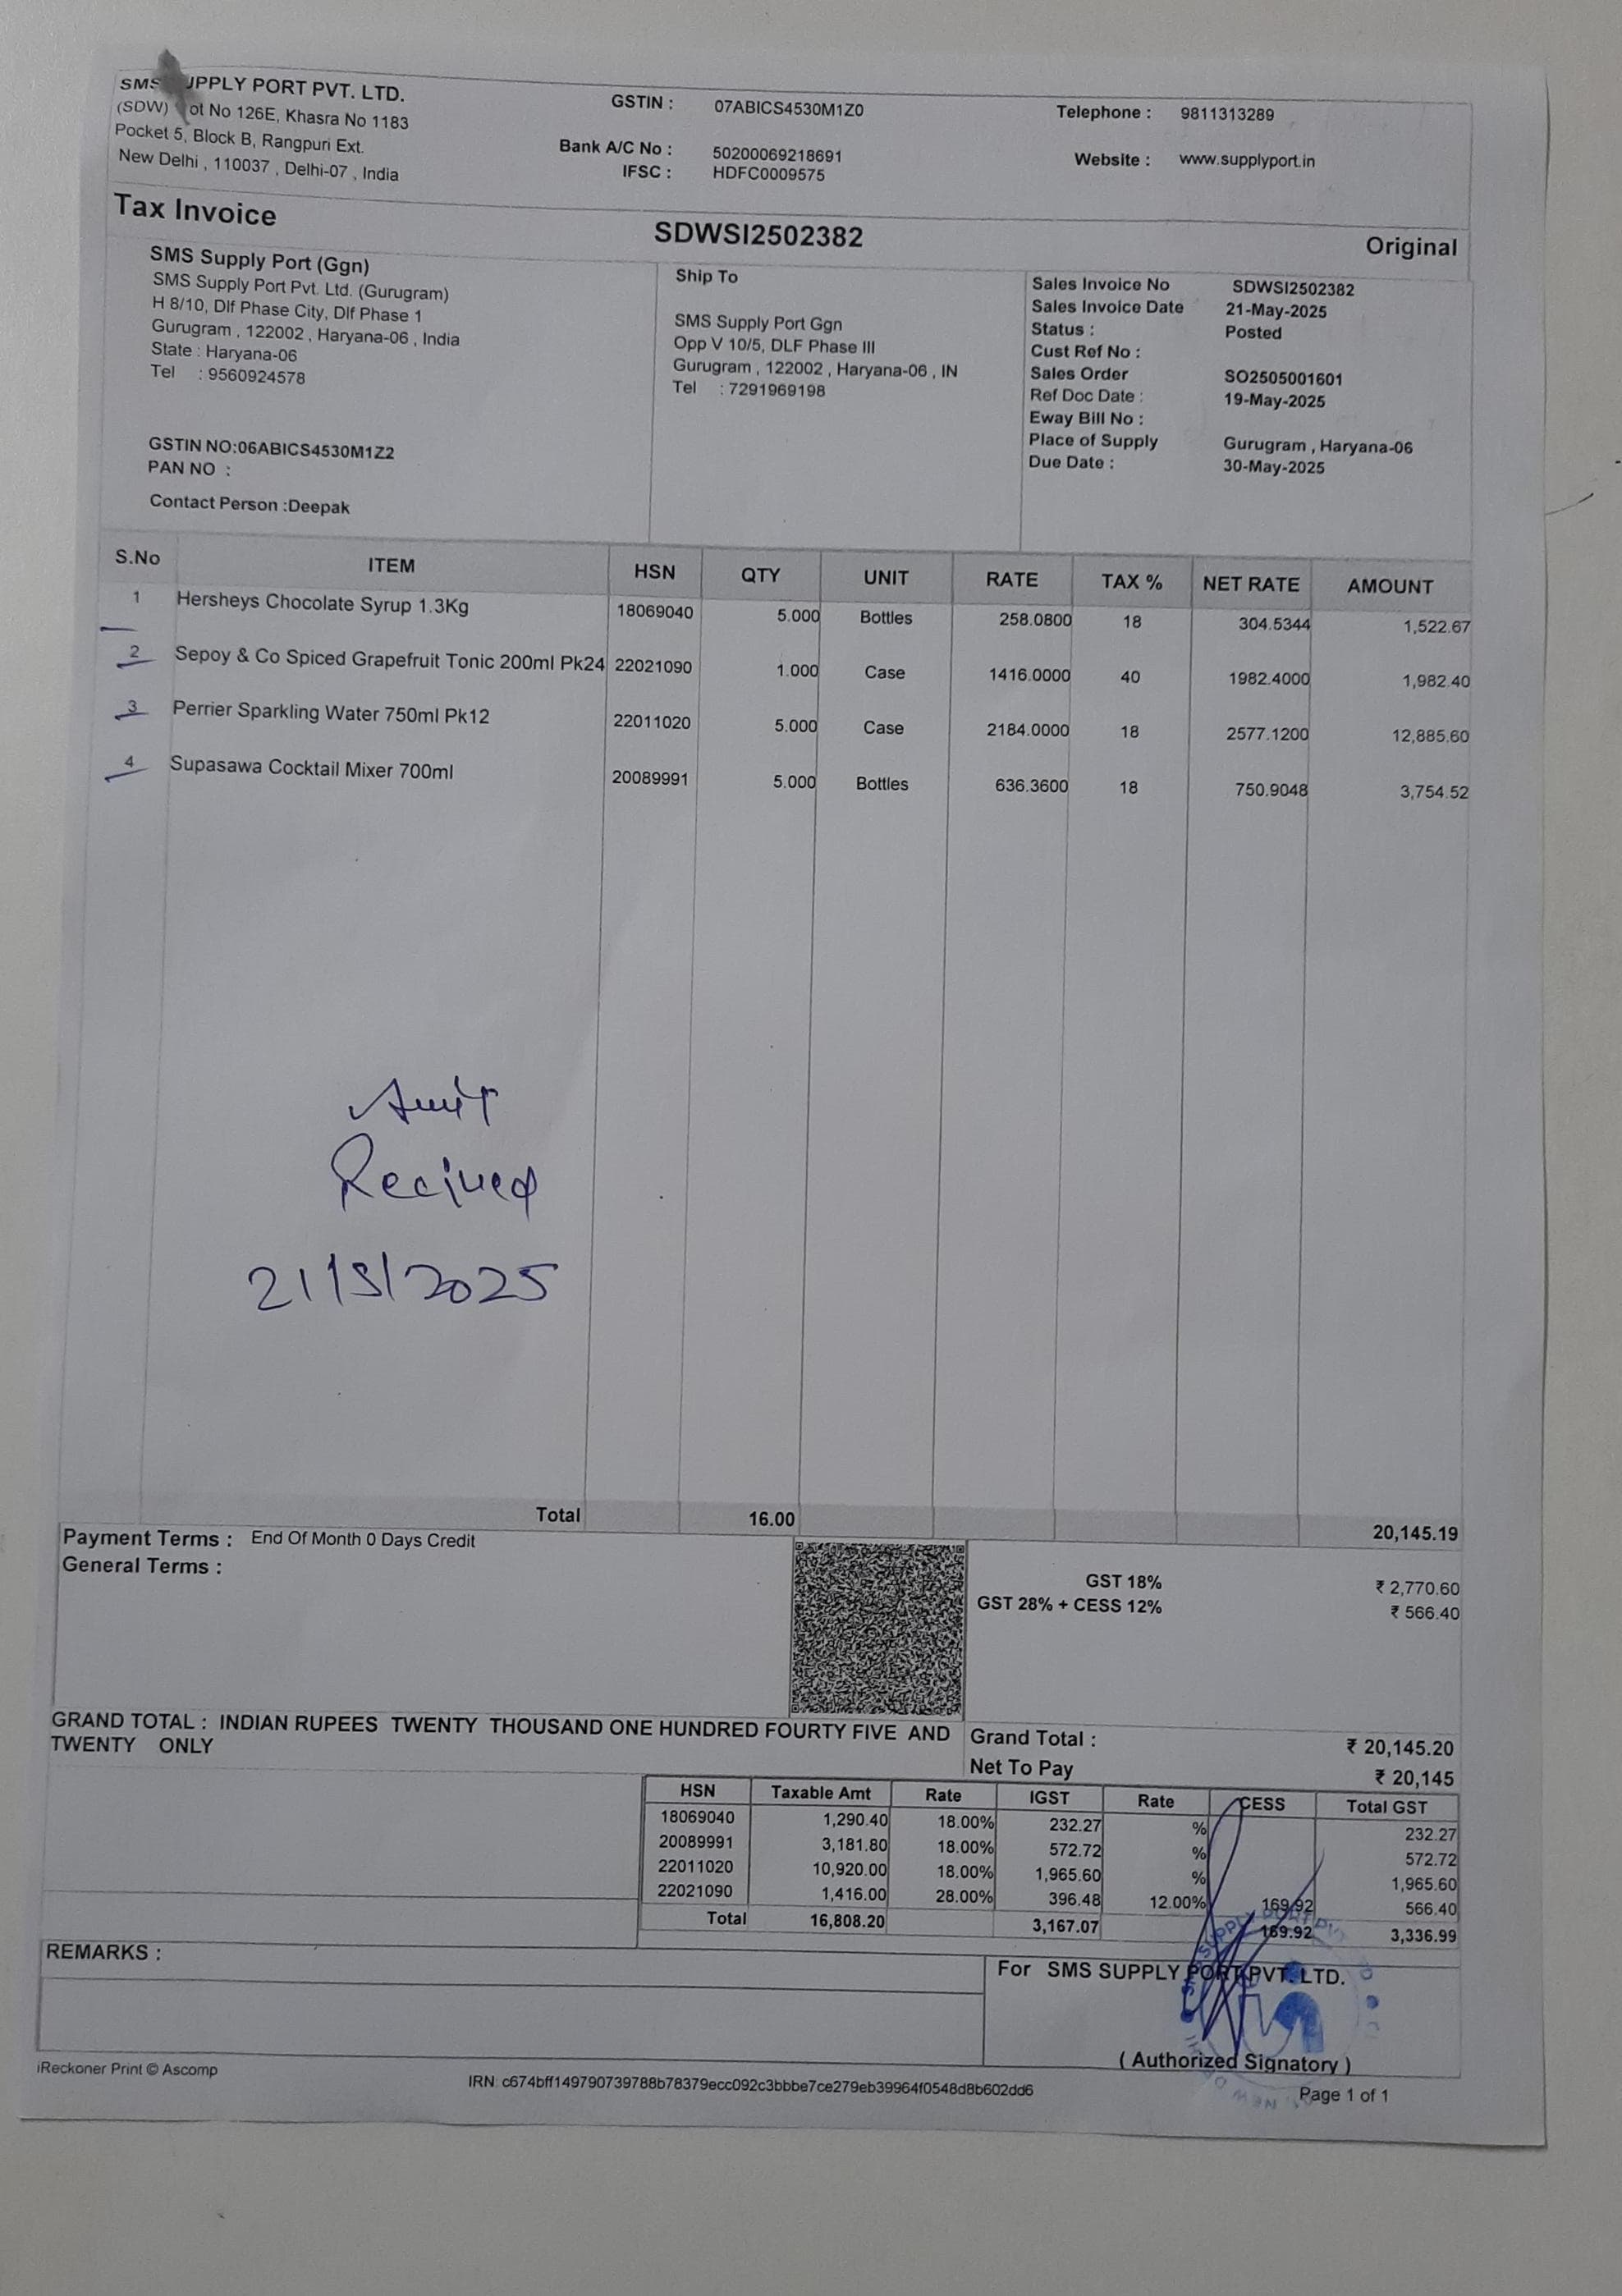 SMS UPPLY PORT PVT. LTD.
(SDW) ot No 126E, Khasra No 1183
Pocket 5, Block B, Rangpuri Ext.
New Delhi , 110037 , Delhi-07 , India
GSTIN : 07ABICS4530M1Z0
Bank A/C No : 50200069218691
IFSC : HDFC0009575
Telephone : 9811313289
Website : www.supplyport.in
Tax Invoice SDWSI2502382 Original
SMS Supply Port (Ggn)
SMS Supply Port Pvt. Ltd. (Gurugram)
H 8/10, Dlf Phase City, Dlf Phase 1
Gurugram , 122002 , Haryana-06 , India
State : Haryana-06
Tel : 9560924578
GSTIN NO:06ABICS4530M1Z2
PAN NO :
Contact Person :Deepak
Ship To
SMS Supply Port Ggn
Opp V 10/5, DLF Phase III
Gurugram , 122002 , Haryana-06 , IN
Tel : 7291969198
Sales Invoice No SDWSI2502382
Sales Invoice Date 21-May-2025
Status : Posted
Cust Ref No :
Sales Order SO2505001601
Ref Doc Date : 19-May-2025
Eway Bill No :
Place of Supply Gurugram , Haryana-06
Due Date : 30-May-2025
S.No ITEM HSN QTY UNIT RATE TAX % NET RATE AMOUNT
1 Hersheys Chocolate Syrup 1.3Kg 18069040 5.000 Bottles 258.0800 18 304.5344 1,522.67
2 Sepoy & Co Spiced Grapefruit Tonic 200ml Pk24 22021090 1.000 Case 1416.0000 40 1982.4000 1,982.40
3 Perrier Sparkling Water 750ml Pk12 22011020 5.000 Case 2184.0000 18 2577.1200 12,885.60
4 Supasawa Cocktail Mixer 700ml 20089991 5.000 Bottles 636.3600 18 750.9048 3,754.52
Amit
Recived
21/5/2025
Total 16.00 20,145.19
Payment Terms : End Of Month 0 Days Credit
General Terms :
GST 18% ₹ 2,770.60
GST 28% + CESS 12% ₹ 566.40
GRAND TOTAL : INDIAN RUPEES TWENTY THOUSAND ONE HUNDRED FOURTY FIVE AND
TWENTY ONLY
Grand Total : ₹ 20,145.20
Net To Pay ₹ 20,145
HSN Taxable Amt Rate IGST Rate CESS Total GST
18069040 1,290.40 18.00% 232.27 % 232.27
20089991 3,181.80 18.00% 572.72 % 572.72
22011020 10,920.00 18.00% 1,965.60 % 1,965.60
22021090 1,416.00 28.00% 396.48 12.00% 169.92 566.40
Total 16,808.20 3,167.07 169.92 3,336.99
REMARKS :
For SMS SUPPLY PORT PVT. LTD.
( Authorized Signatory )
iReckoner Print © Ascomp
IRN: c674bff149790739788b78379ecc092c3bbbe7ce279eb39964f0548d8b602dd6
Page 1 of 1